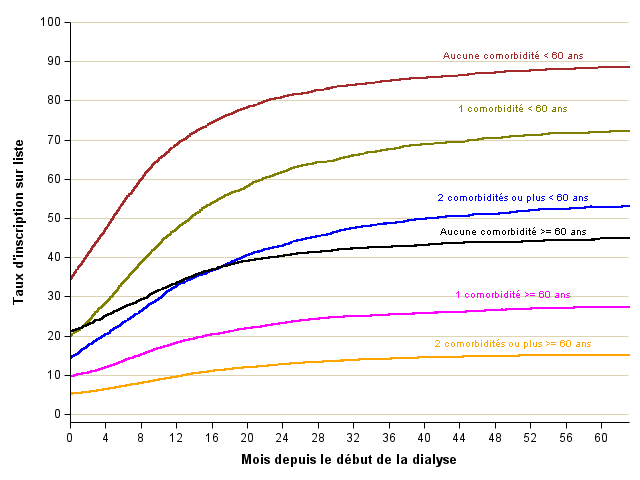 100
90
80
70
60
50
40
30
20
10
0
Taux d'inscription sur liste
Aucune comorbidité < 60 ans
1 comorbidité < 60 ans
2 comorbidités ou plus < 60 ans
Aucune comorbidité >= 60 ans
1 comorbidité >= 60 ans
2 comorbidités ou plus >= 60 ans
0 4 8 12 16 20 24 28 32 36 40 44 48 52 56 60
Mois depuis le début de la dialyse